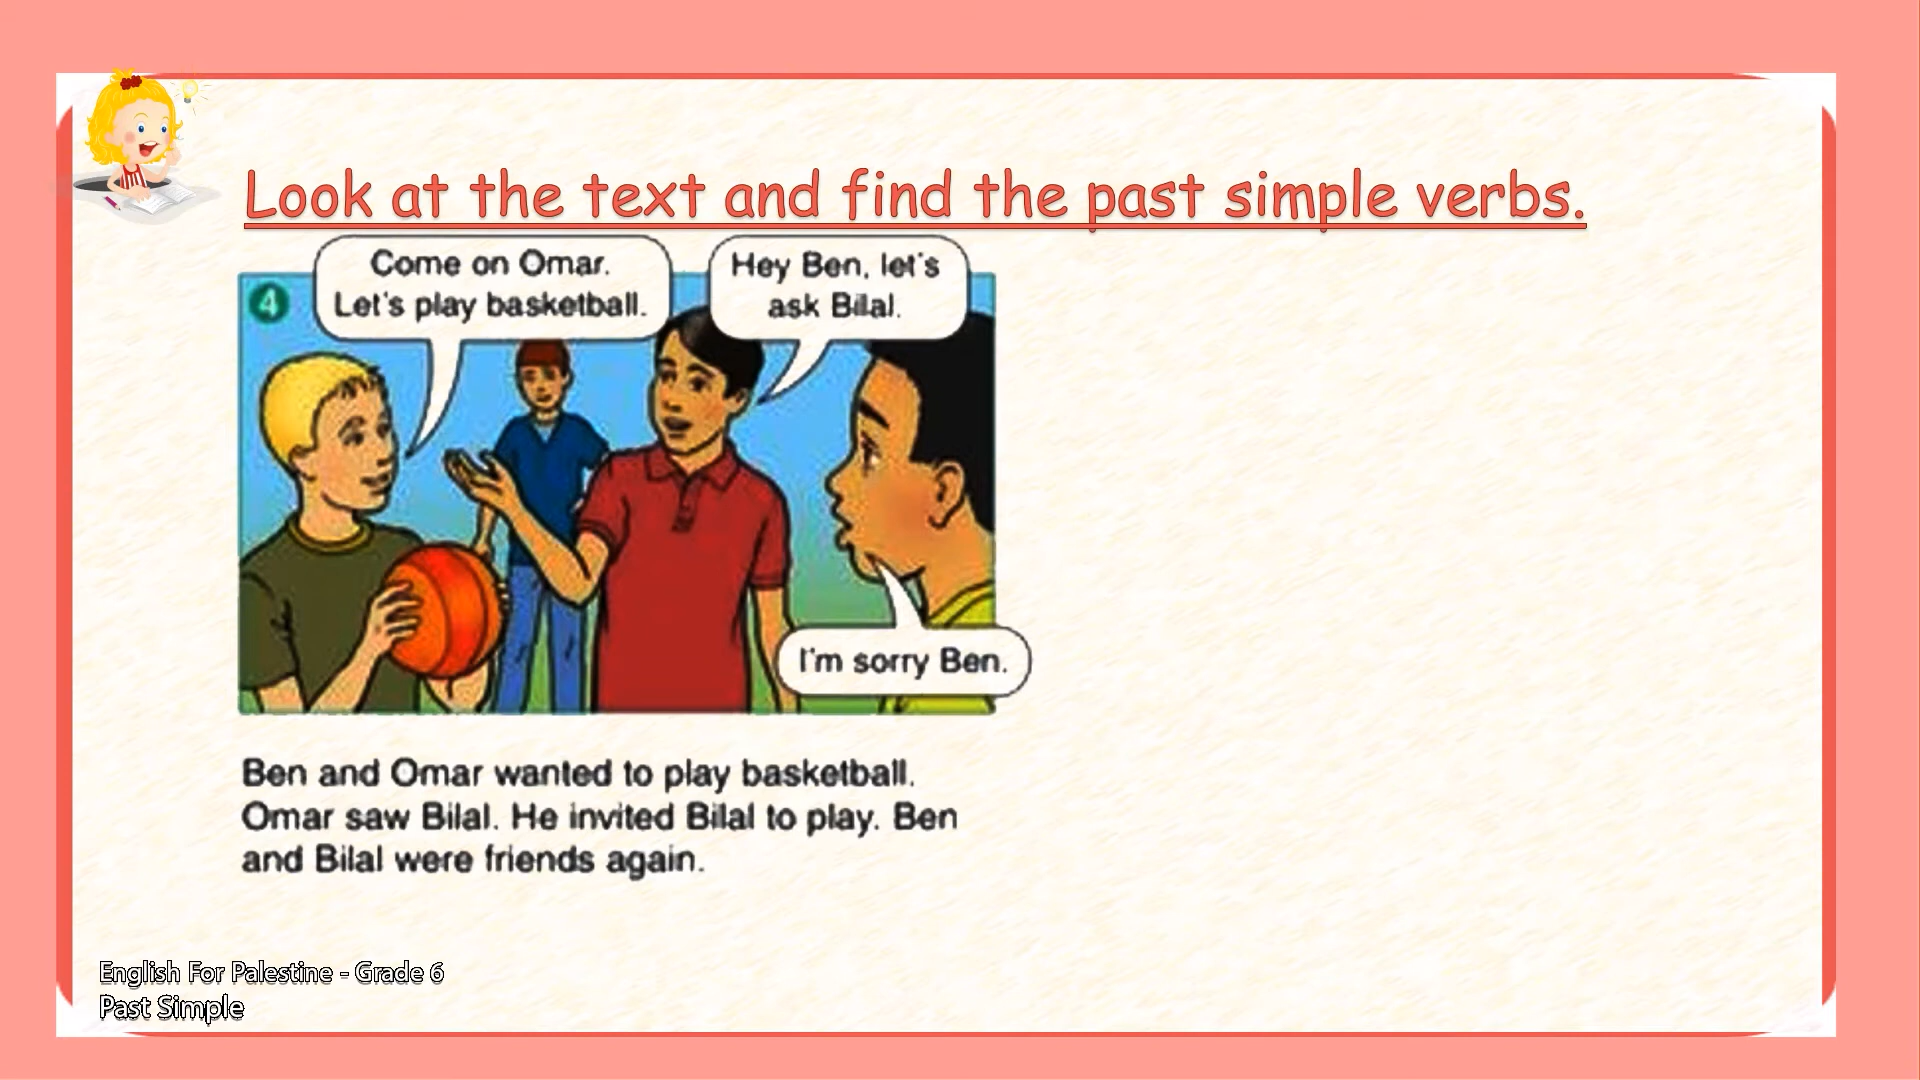 Look at the text and find the past simple verbs.
4
Come on Omar.
Let's play basketball.
Hey Ben, let's
ask Bilal.
I'm sorry Ben.
Ben and Omar wanted to play basketball.
Omar saw Bilal. He invited Bilal to play. Ben
and Bilal were friends again.
English For Palestine - Grade 6
Past Simple